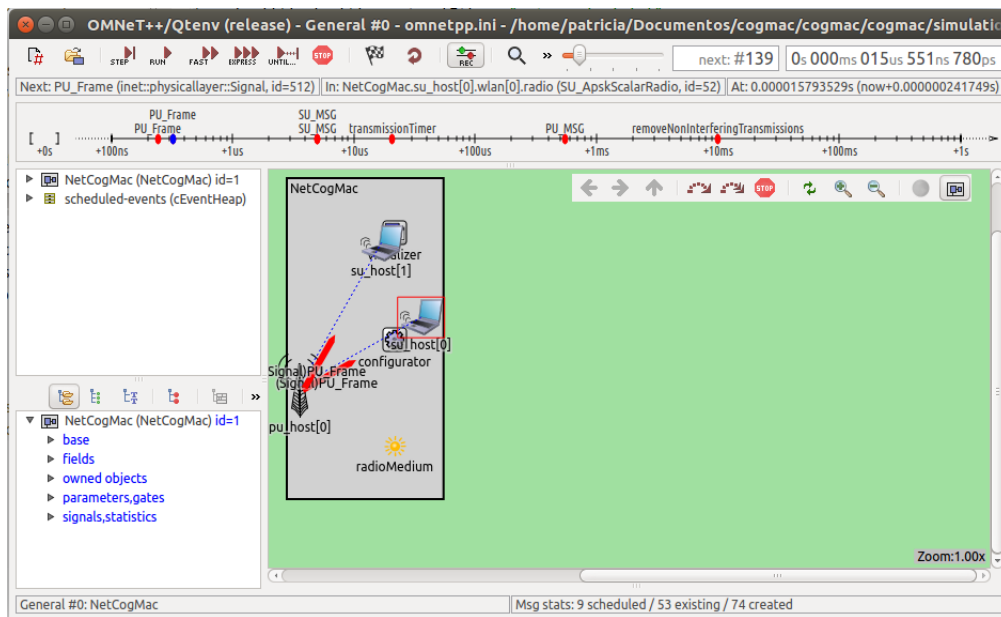 OMNeT++/Qtenv (release) - General #0 - omnetpp.ini - /home/patricia/Documentos/cogmac/cogmac/simulatio
STEP RUN FAST EXPRESS UNTIL... STOP REC » next: #139 0s 000ms 015us 551ns 780ps
Next: PU_Frame (inet::physicallayer::Signal, id=512) In: NetCogMac.su_host[0].wlan[0].radio (SU_ApskScalarRadio, id=52) At: 0.000015793529s (now+0.000000241749s)
PU_Frame SU_MSG
PU_Frame SU_MSG transmissionTimer PU_MSG removeNonInterferingTransmissions
[ ]
+0s +100ns +1us +10us +100us +1ms +10ms +100ms +1s
NetCogMac (NetCogMac) id=1
scheduled-events (cEventHeap)
»
NetCogMac (NetCogMac) id=1
base
fields
owned objects
parameters,gates
signals,statistics
NetCogMac
STOP
alizer
su_host[1]
su_host[0]
configurator
Signal)PU_Frame
(Signal)PU_Frame
pu_host[0]
radioMedium
Zoom:1.00x
General #0: NetCogMac Msg stats: 9 scheduled / 53 existing / 74 created